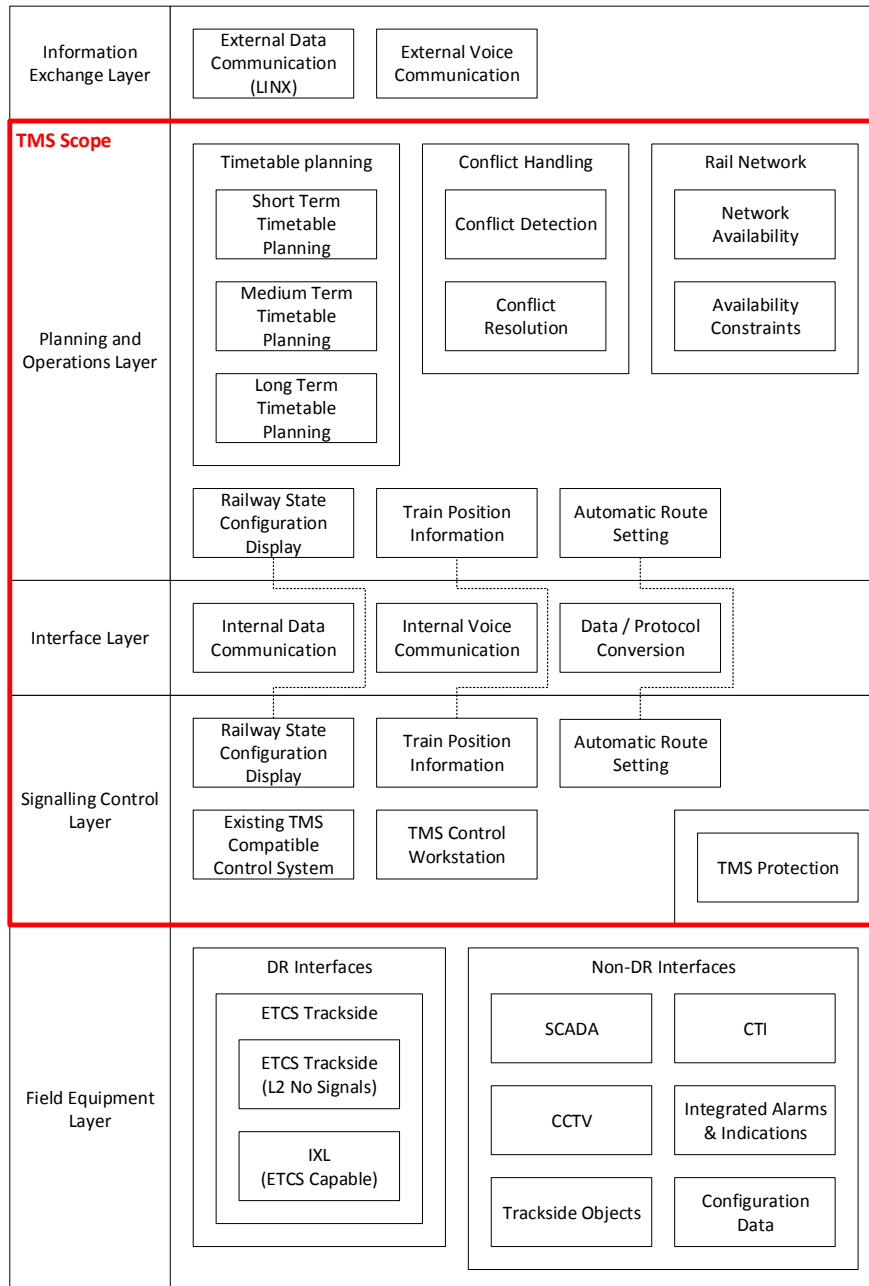 Information
Exchange Layer
External Data
Communication
(LINX)
External Voice
Communication
TMS Scope
Planning and
Operations Layer
Timetable planning
Short Term
Timetable
Planning
Medium Term
Timetable
Planning
Long Term
Timetable
Planning
Conflict Handling
Conflict Detection
Conflict
Resolution
Rail Network
Network
Availability
Availability
Constraints
Railway State
Configuration
Display
Train Position
Information
Automatic Route
Setting
Interface Layer
Internal Data
Communication
Internal Voice
Communication
Data / Protocol
Conversion
Signalling Control
Layer
Railway State
Configuration
Display
Train Position
Information
Automatic Route
Setting
Existing TMS
Compatible
Control System
TMS Control
Workstation
TMS Protection
Field Equipment
Layer
DR Interfaces
ETCS Trackside
ETCS Trackside
(L2 No Signals)
IXL
(ETCS Capable)
Non-DR Interfaces
SCADA
CTI
CCTV
Integrated Alarms
& Indications
Trackside Objects
Configuration
Data